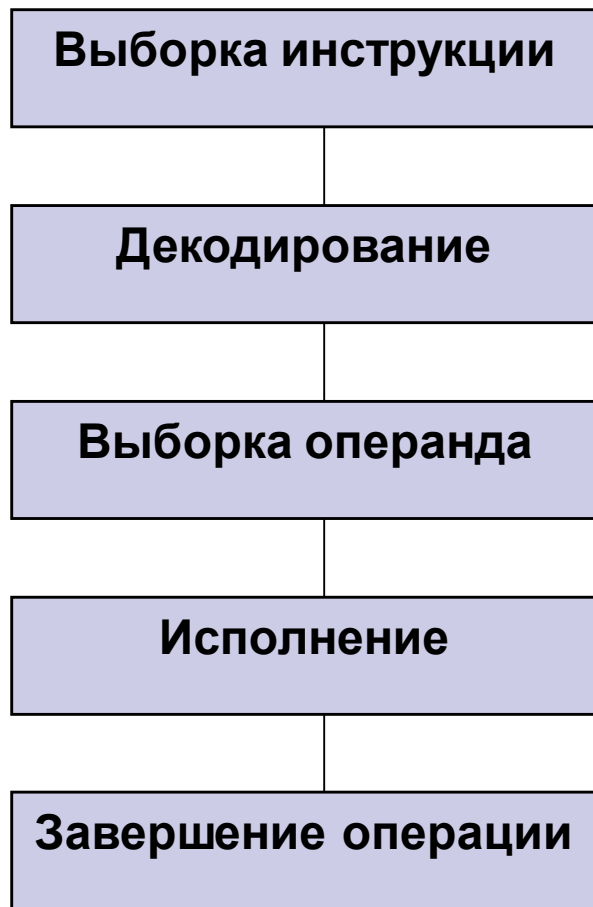 Выборка инструкции
Декодирование
Выборка операнда
Исполнение
Завершение операции